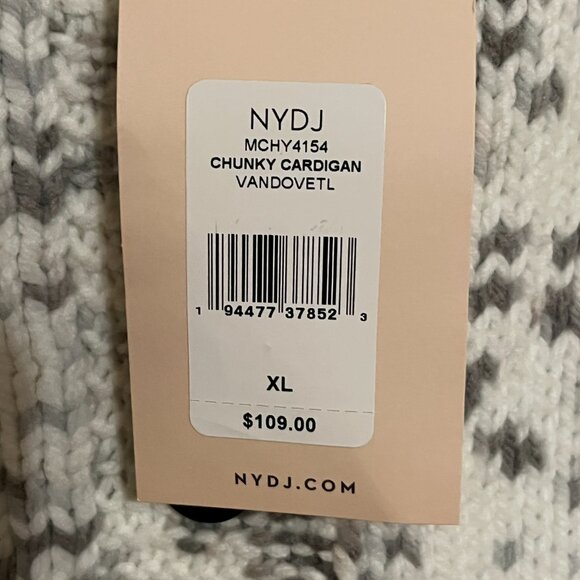 NYDJ
MCHY4154
CHUNKY CARDIGAN
VANDOVETL
1 94477 37852 3
XL
$109.00
NYDJ.COM